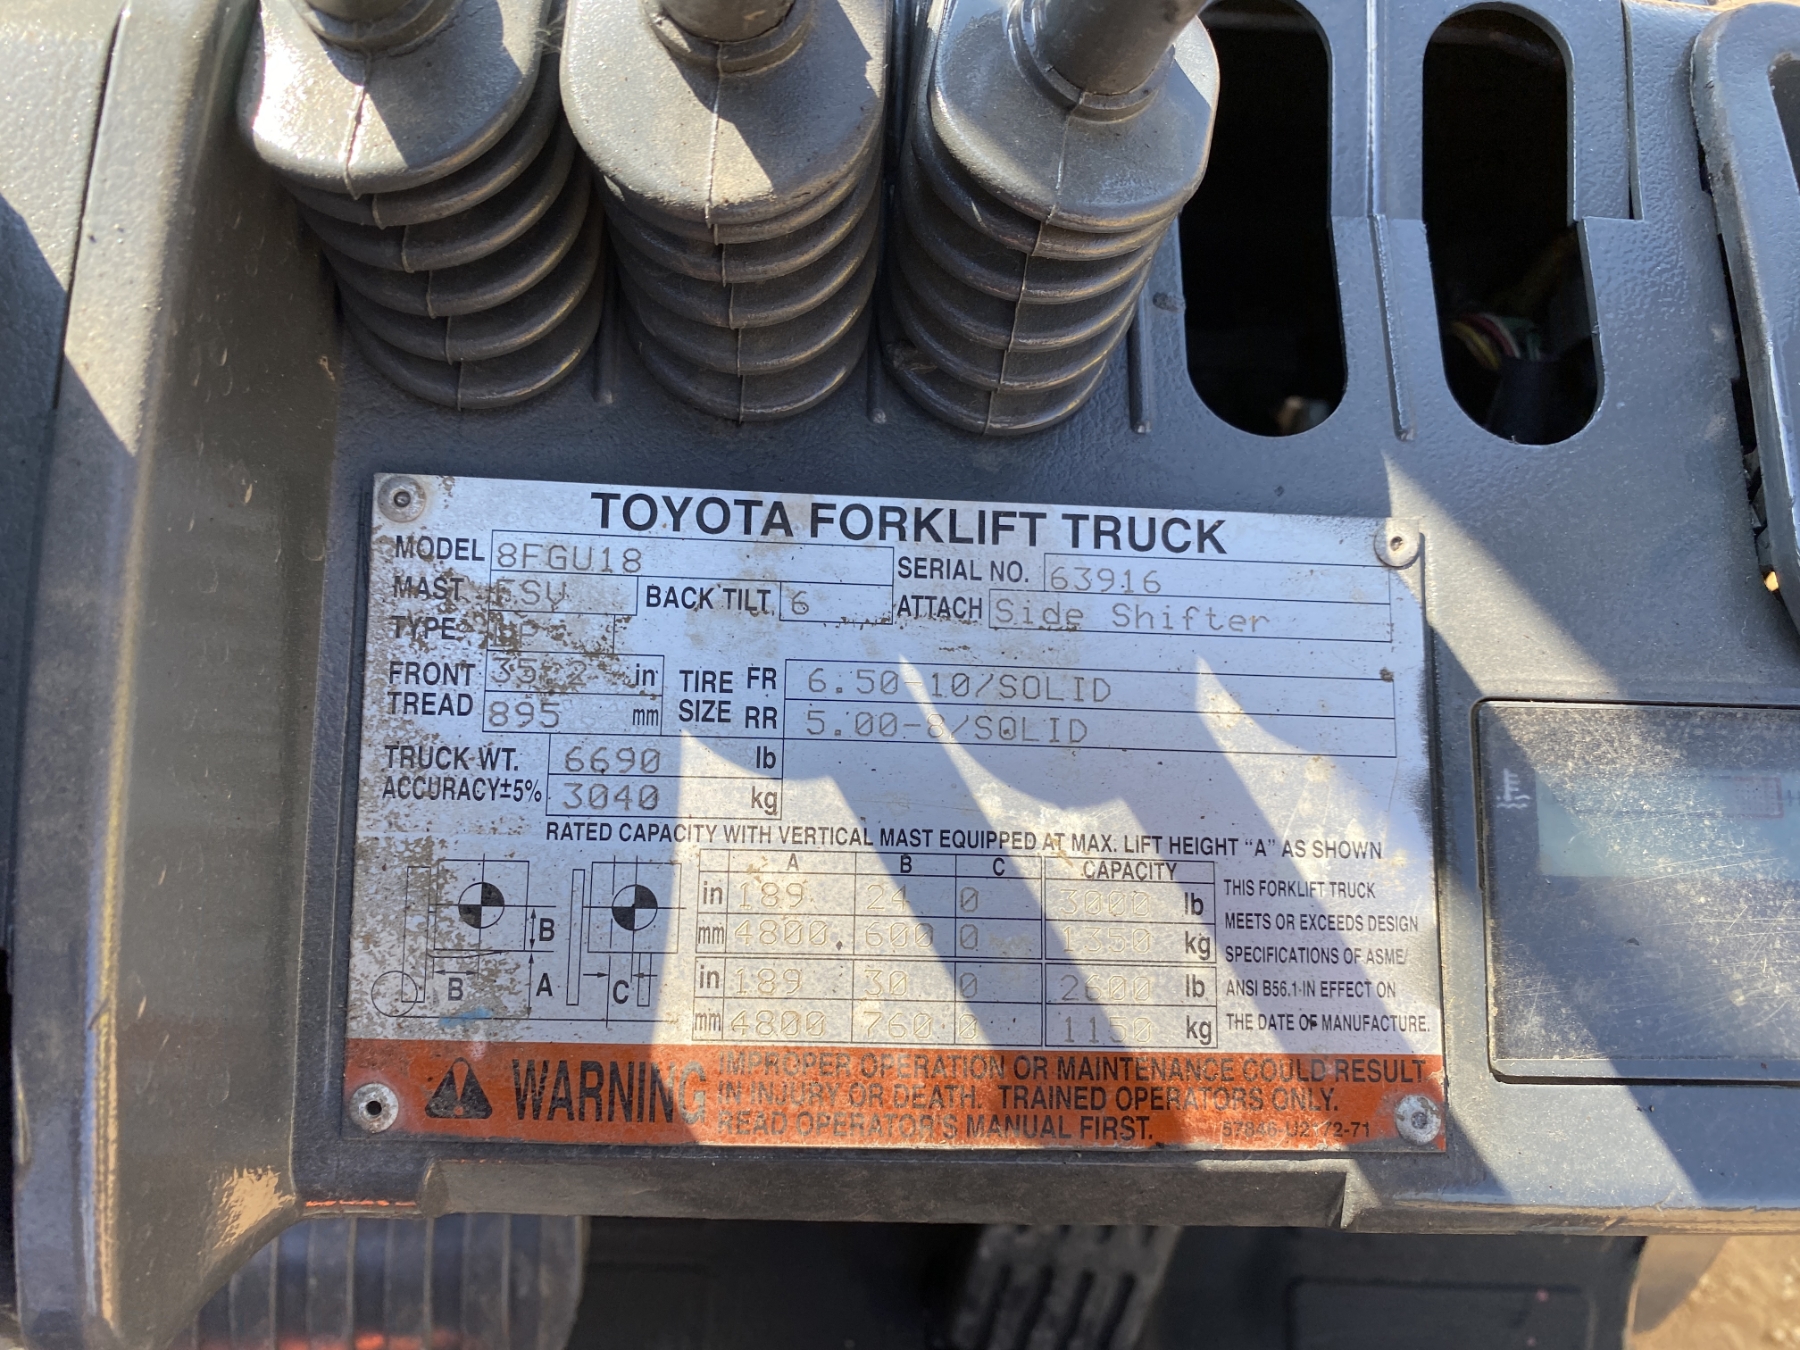 TOYOTA FORKLIFT TRUCK
MODEL 8FGU18
SERIAL NO. 63916
MAST FSV BACK TILT 6 ATTACH Side Shifter
TYPE LP
FRONT TREAD 35.2 in
895 mm
TIRE SIZE FR 6.50-10/SOLID
RR 5.00-8/SOLID
TRUCK WT. 6690 lb
ACCURACY±5% 3040 kg
RATED CAPACITY WITH VERTICAL MAST EQUIPPED AT MAX. LIFT HEIGHT "A" AS SHOWN
A B C CAPACITY
in 189 24 0 3000 lb
mm 4800 600 0 1350 kg
in 189 30 0 2600 lb
mm 4800 760 0 1150 kg
B
B A C
THIS FORKLIFT TRUCK
MEETS OR EXCEEDS DESIGN
SPECIFICATIONS OF ASME/
ANSI B56.1 IN EFFECT ON
THE DATE OF MANUFACTURE.
WARNING
IMPROPER OPERATION OR MAINTENANCE COULD RESULT
IN INJURY OR DEATH. TRAINED OPERATORS ONLY.
READ OPERATOR'S MANUAL FIRST.
57846-U2172-71